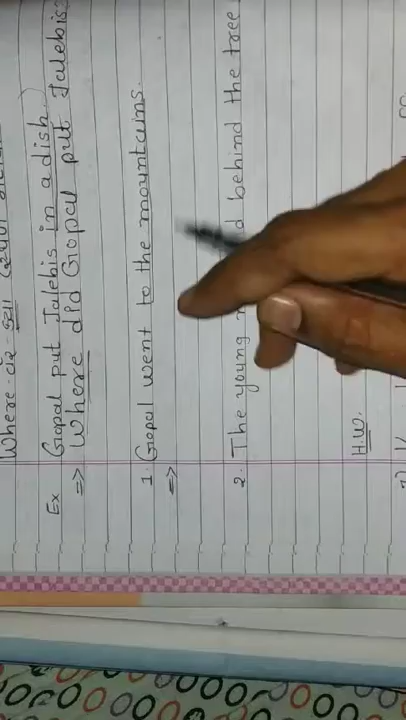 Where
Ex Gopal put Jalebis in a dish.
=> Where did Gopal put Jalebis?
1. Gopal went to the mountains.
=>
2. The young behind the tree
H.W.